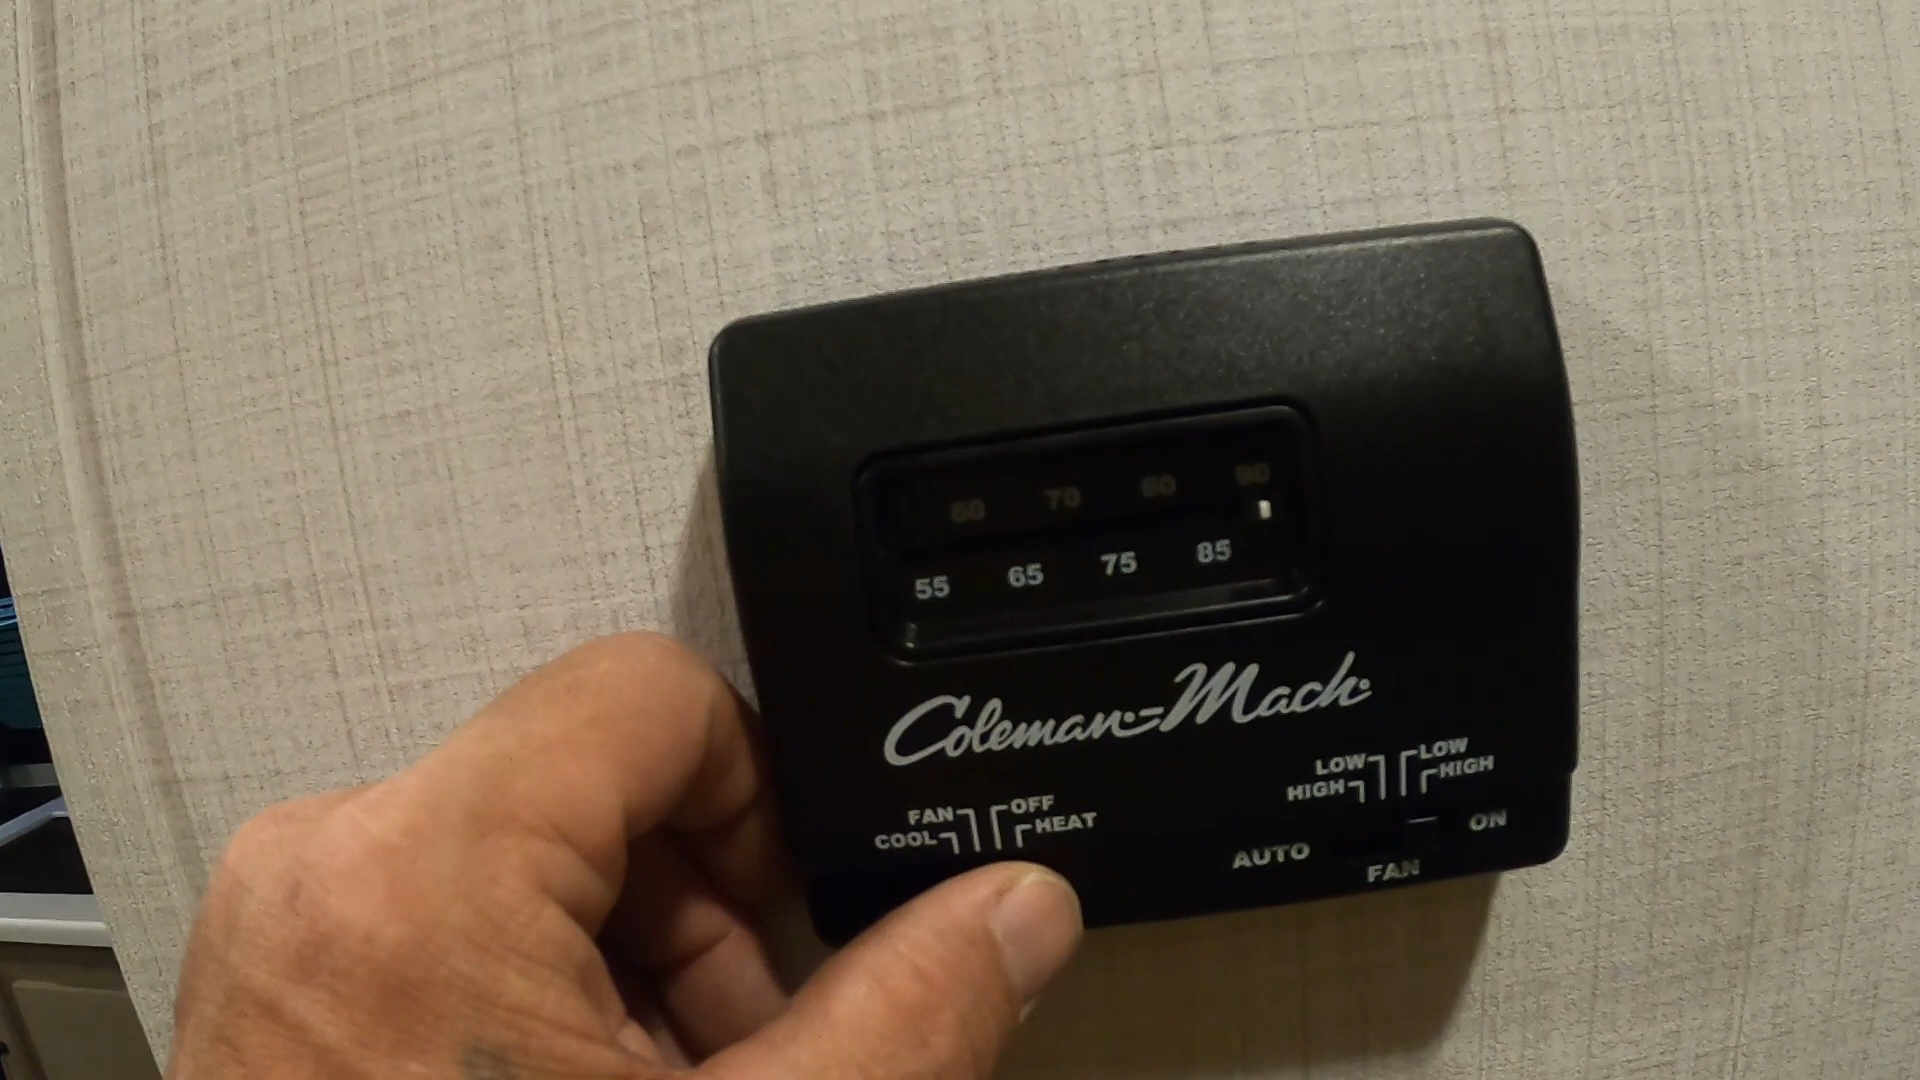 60 70 80 90
55 65 75 85
Coleman-Mach
FAN OFF
COOL HEAT
LOW LOW
HIGH HIGH
AUTO ON
FAN